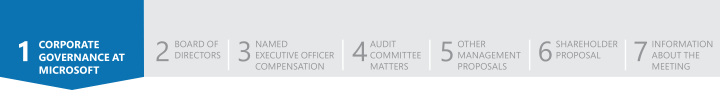 1 CORPORATE
GOVERNANCE AT
MICROSOFT
2 BOARD OF
DIRECTORS
3 NAMED
EXECUTIVE OFFICER
COMPENSATION
4 AUDIT
COMMITTEE
MATTERS
5 OTHER
MANAGEMENT
PROPOSALS
6 SHAREHOLDER
PROPOSAL
7 INFORMATION
ABOUT THE
MEETING